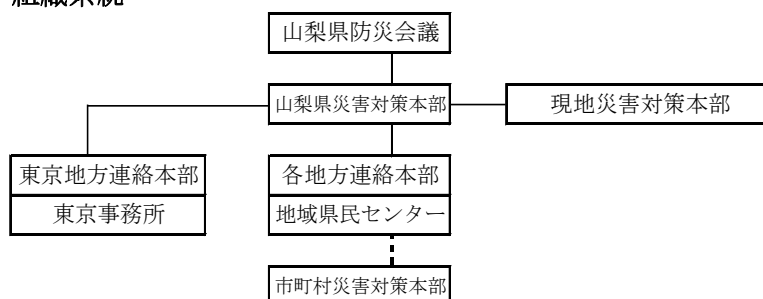 組織系統
山梨県防災会議
山梨県災害対策本部
現地災害対策本部
東京地方連絡本部
各地方連絡本部
東京事務所
地域県民センター
市町村災害対策本部